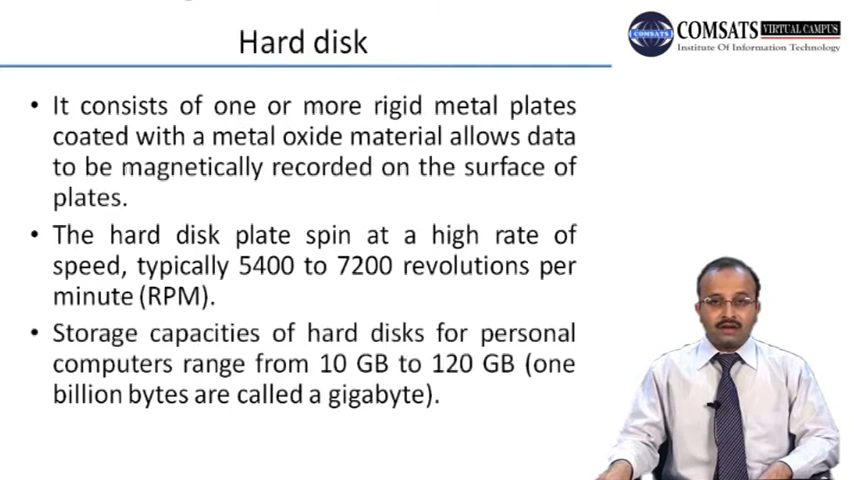 Hard disk
COMSATS VIRTUAL CAMPUS
COMSATS
Institute Of Information Technology
• It consists of one or more rigid metal plates
coated with a metal oxide material allows data
to be magnetically recorded on the surface of
plates.
• The hard disk plate spin at a high rate of
speed, typically 5400 to 7200 revolutions per
minute (RPM).
• Storage capacities of hard disks for personal
computers range from 10 GB to 120 GB (one
billion bytes are called a gigabyte).